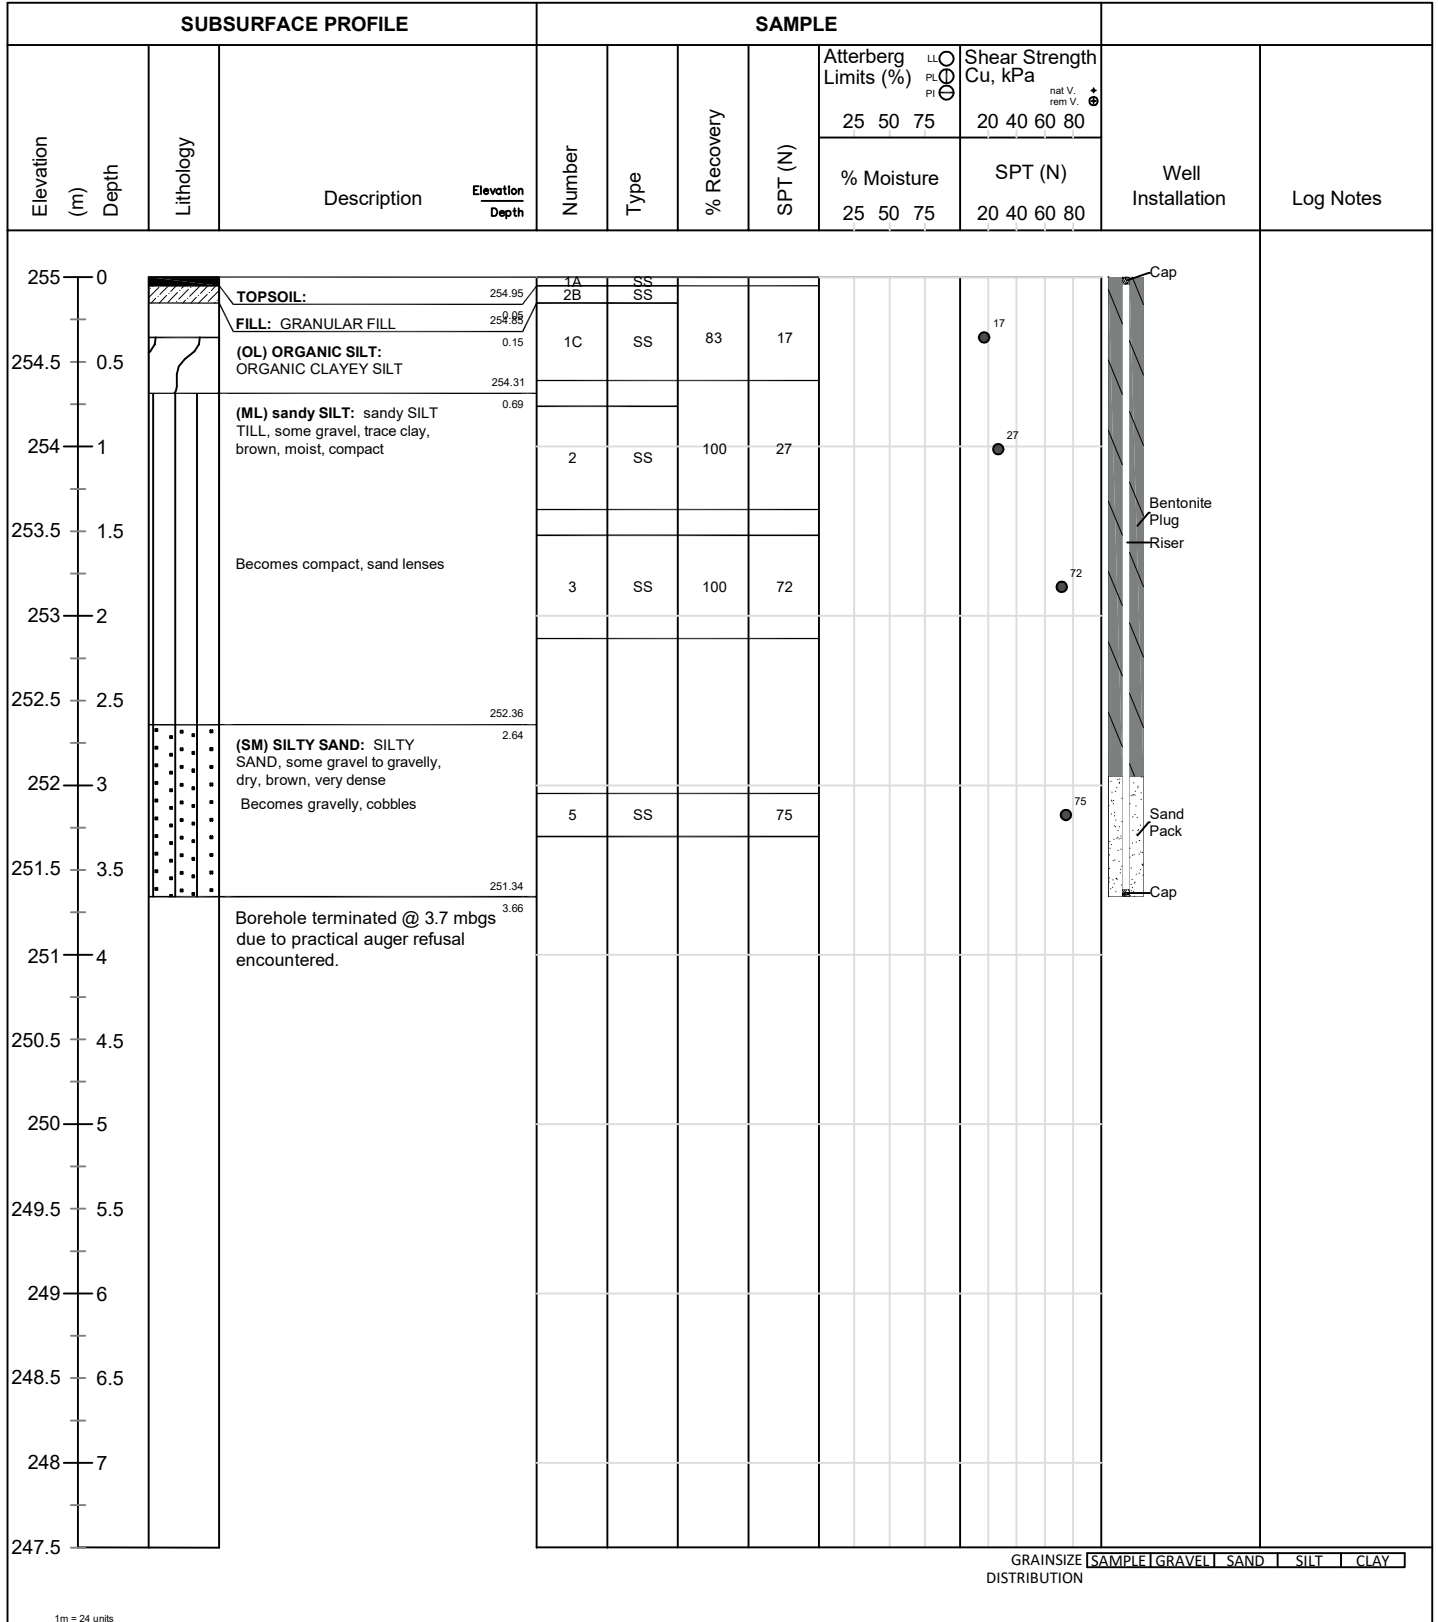 SUBSURFACE PROFILE
SAMPLE
Elevation
(m)
Depth
Lithology
Description
Elevation
Depth
Number
Type
% Recovery
SPT (N)
Atterberg
Limits (%)
LL
PL
PI
25 50 75
% Moisture
25 50 75
Shear Strength
Cu, kPa
nat V.
rem V.
20 40 60 80
SPT (N)
20 40 60 80
Well
Installation
Log Notes
255 0
254.5 0.5
254 1
253.5 1.5
253 2
252.5 2.5
252 3
251.5 3.5
251 4
250.5 4.5
250 5
249.5 5.5
249 6
248.5 6.5
248 7
247.5
TOPSOIL:
254.95
0.05
FILL: GRANULAR FILL
254.85
0.15
(OL) ORGANIC SILT:
ORGANIC CLAYEY SILT
254.31
0.69
(ML) sandy SILT: sandy SILT
TILL, some gravel, trace clay,
brown, moist, compact
Becomes compact, sand lenses
252.36
2.64
(SM) SILTY SAND: SILTY
SAND, some gravel to gravelly,
dry, brown, very dense
Becomes gravelly, cobbles
251.34
3.66
Borehole terminated @ 3.7 mbgs
due to practical auger refusal
encountered.
1A SS
2B SS
1C SS 83 17
17
2 SS 100 27
27
3 SS 100 72
72
5 SS 75
75
Cap
Bentonite
Plug
Riser
Sand
Pack
Cap
GRAINSIZE
DISTRIBUTION
SAMPLE GRAVEL SAND SILT CLAY
1m = 24 units